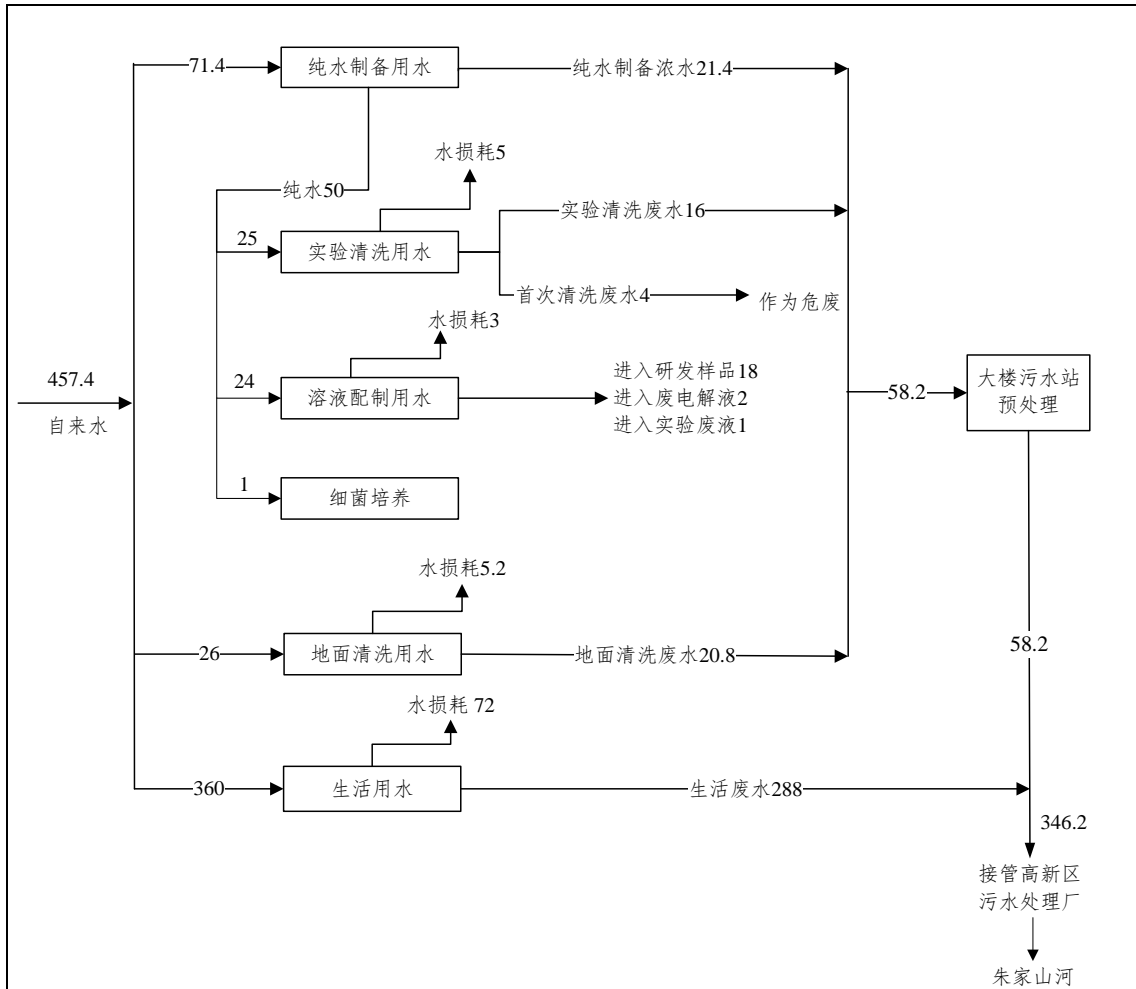 71.4
纯水制备用水
纯水制备浓水21.4
水损耗5
纯水50
实验清洗废水16
25
实验清洗用水
首次清洗废水4
作为危废
水损耗3
457.4
自来水
24
溶液配制用水
进入研发样品18
进入废电解液2
进入实验废液1
58.2
大楼污水站
预处理
1
细菌培养
水损耗5.2
26
地面清洗用水
地面清洗废水20.8
58.2
水损耗 72
360
生活用水
生活废水288
346.2
接管高新区
污水处理厂
朱家山河